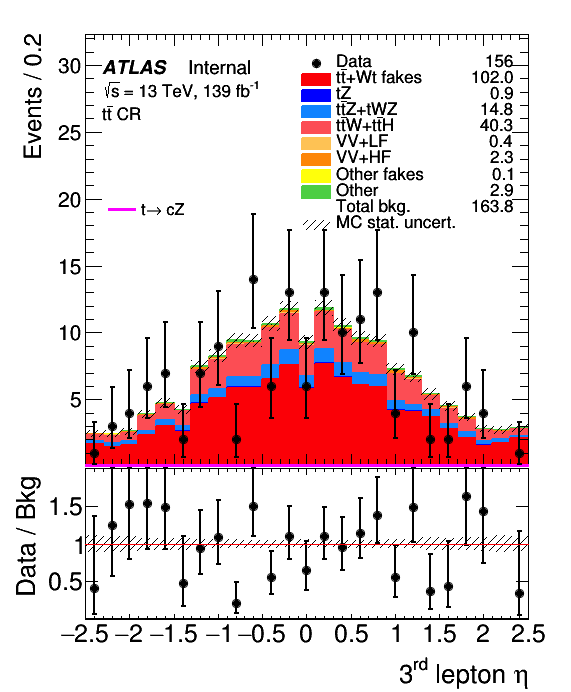 Events / 0.2
30
25
20
15
10
5
ATLAS Internal
√s = 13 TeV, 139 fb⁻¹
tt̄ CR
t→ cZ
Data 156
tt̄+Wt fakes 102.0
tZ 0.9
tt̄Z+tWZ 14.8
tt̄W+tt̄H 40.3
VV+LF 0.4
VV+HF 2.3
Other fakes 0.1
Other 2.9
Total bkg. 163.8
MC stat. uncert.
Data / Bkg
1.5
1
0.5
−2.5 −2 −1.5 −1 −0.5 0 0.5 1 1.5 2 2.5
3ʳᵈ lepton η